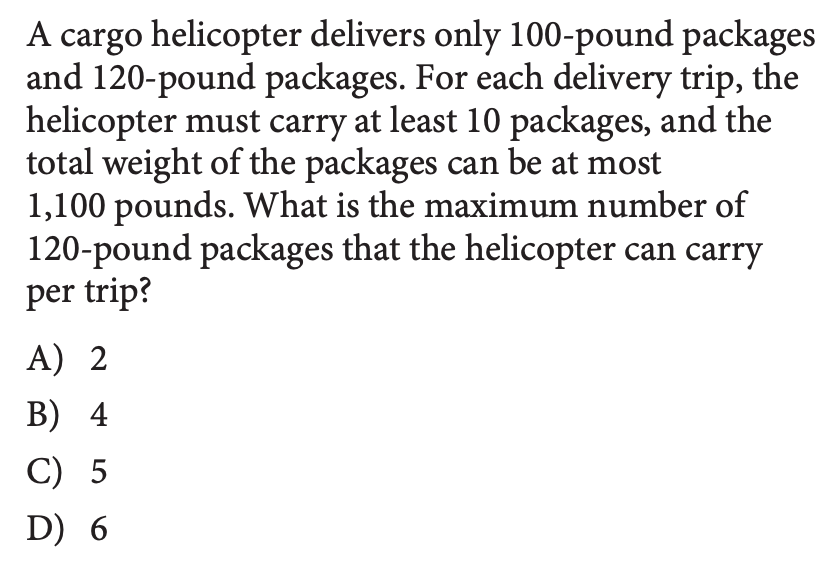 A cargo helicopter delivers only 100-pound packages
and 120-pound packages. For each delivery trip, the
helicopter must carry at least 10 packages, and the
total weight of the packages can be at most
1,100 pounds. What is the maximum number of
120-pound packages that the helicopter can carry
per trip?
A) 2
B) 4
C) 5
D) 6